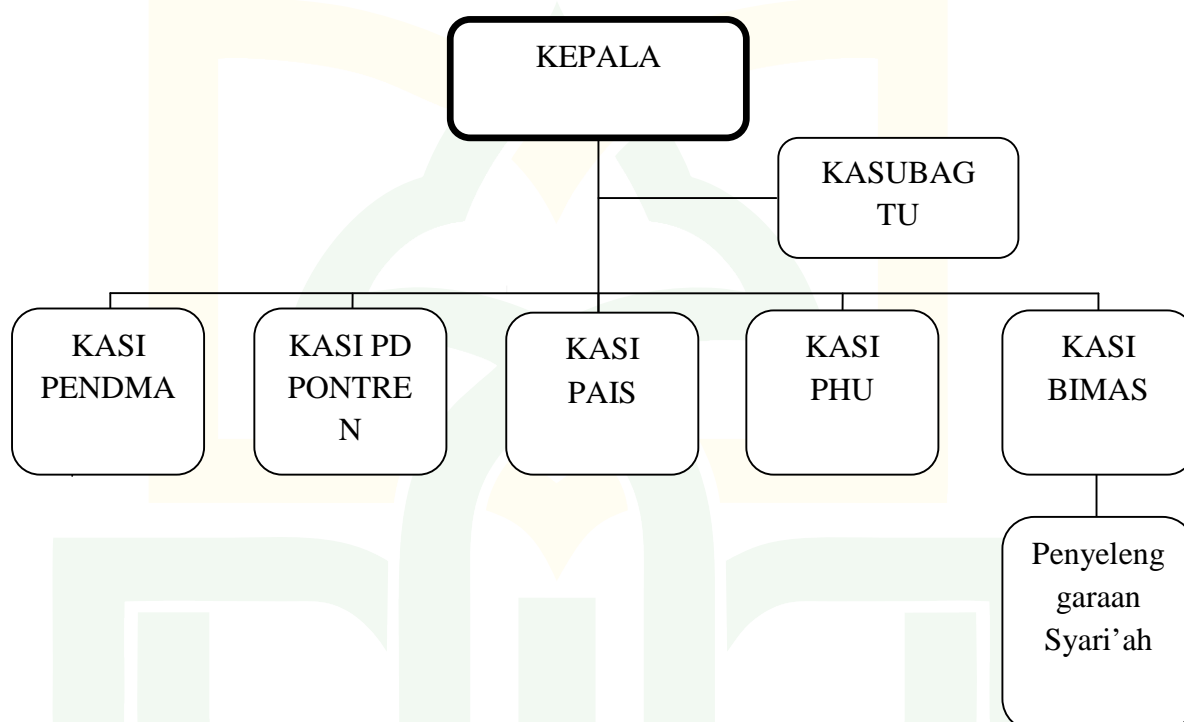 KEPALA
KASUBAG
TU
KASI
PENDMA
KASI PD
PONTRE
N
KASI
PAIS
KASI
PHU
KASI
BIMAS
Penyeleng
garaan
Syari’ah